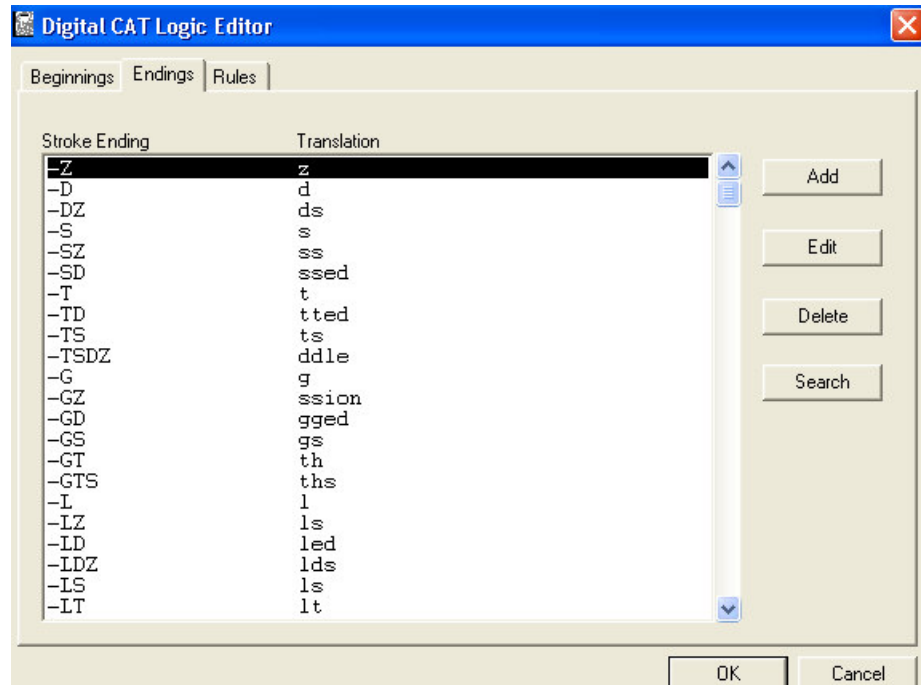 Digital CAT Logic Editor
Beginnings Endings Rules
Stroke Ending Translation
-Z z
-D d
-DZ ds
-S s
-SZ ss
-SD ssed
-T t
-TD tted
-TS ts
-TSDZ ddle
-G g
-GZ ssion
-GD gged
-GS gs
-GT th
-GTS ths
-L l
-LZ ls
-LD led
-LDZ lds
-LS ls
-LT lt
Add
Edit
Delete
Search
OK Cancel